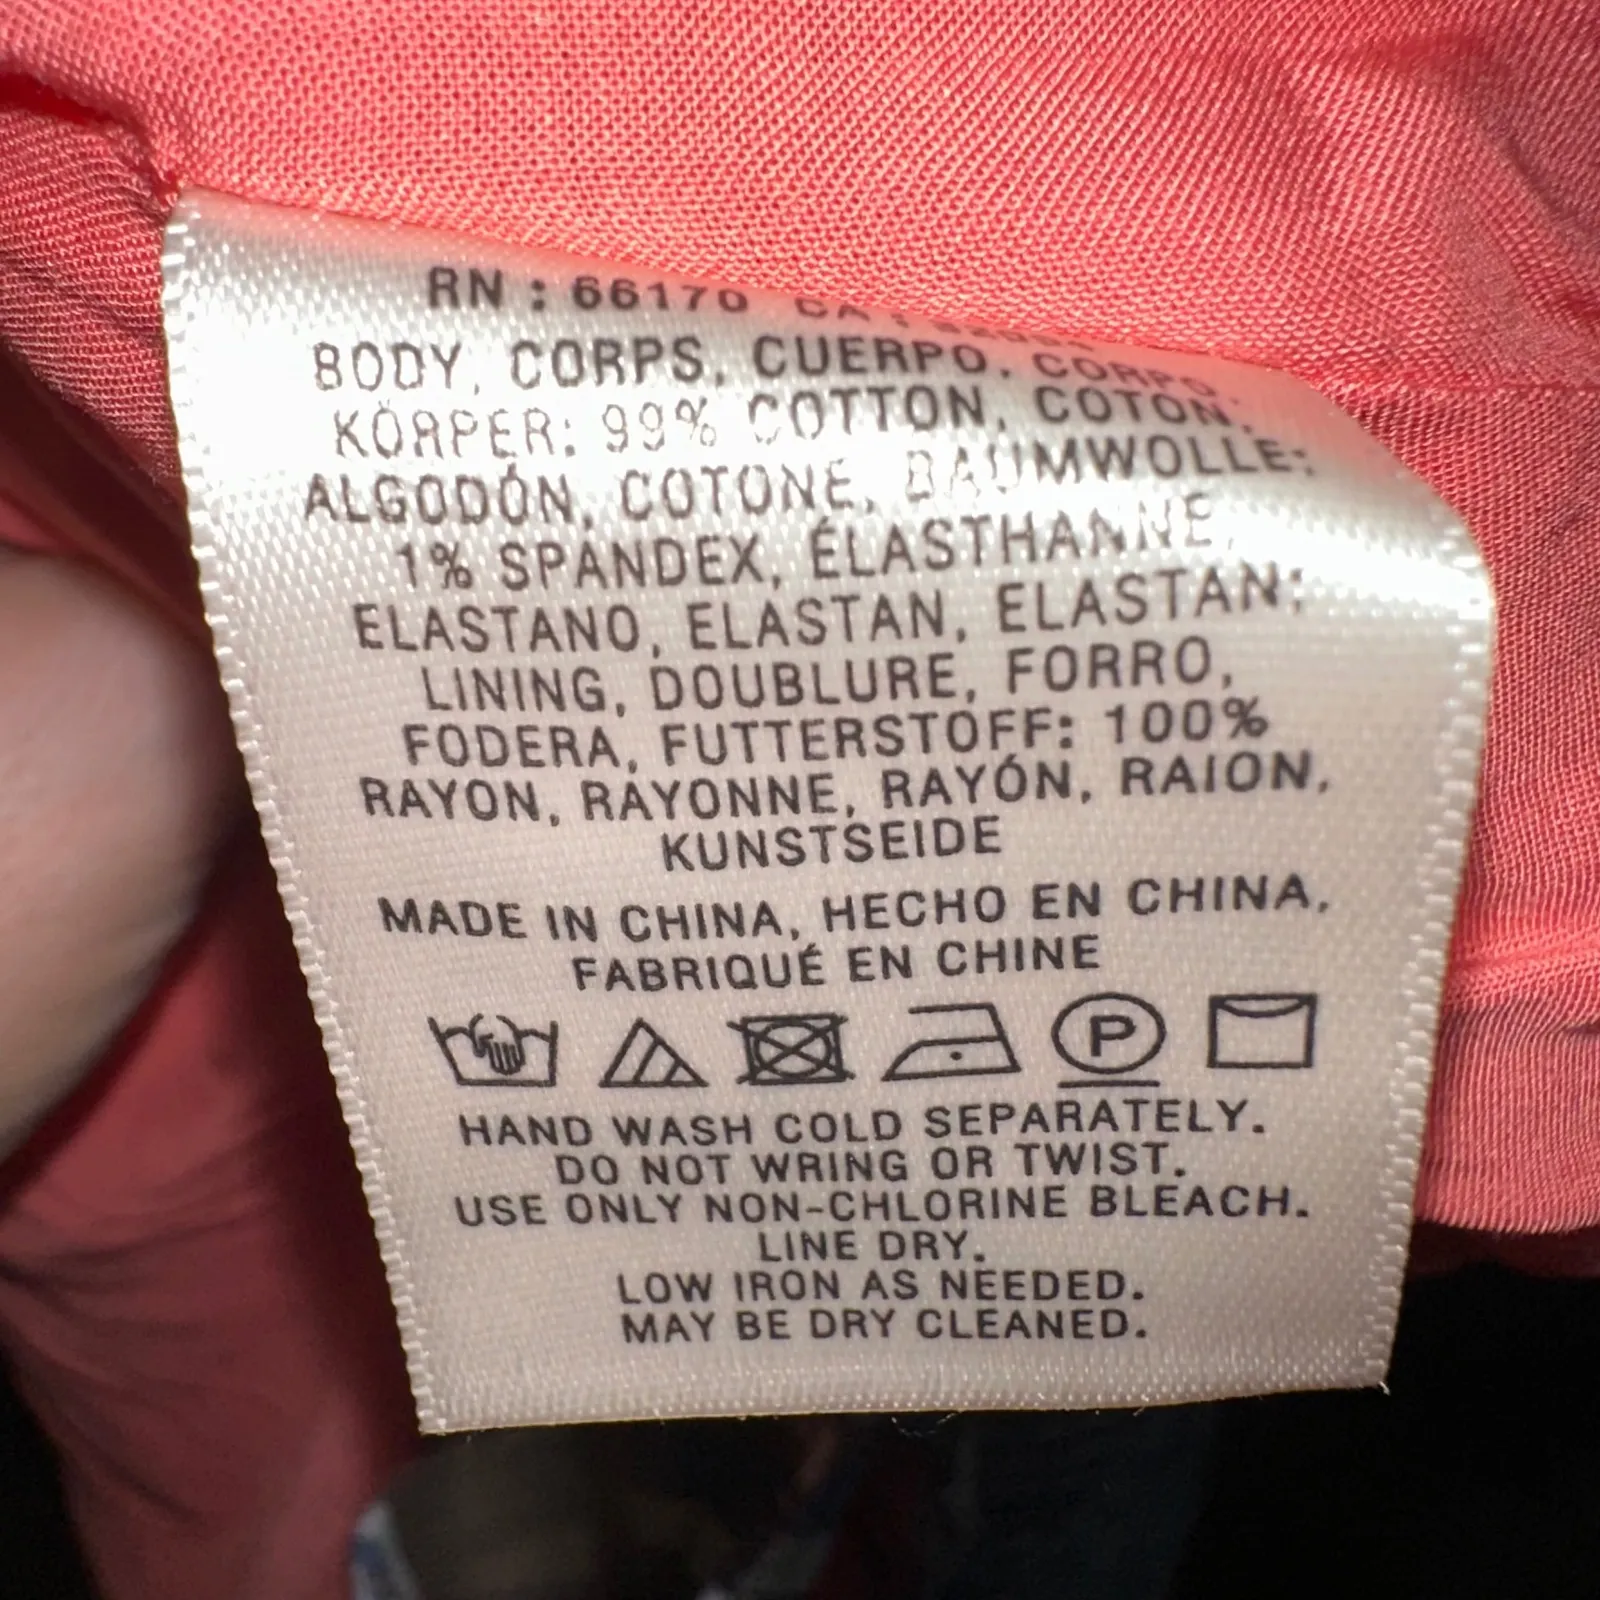 RN : 66170 CA :
BODY, CORPS, CUERPO, CORPO,
KÖRPER: 99% COTTON, COTON,
ALGODÓN, COTONE, BAUMWOLLE;
1% SPANDEX, ÉLASTHANNE,
ELASTANO, ELASTAN, ELASTAN;
LINING, DOUBLURE, FORRO,
FODERA, FUTTERSTOFF: 100%
RAYON, RAYONNE, RAYÓN, RAION,
KUNSTSEIDE
MADE IN CHINA, HECHO EN CHINA,
FABRIQUÉ EN CHINE
P
HAND WASH COLD SEPARATELY.
DO NOT WRING OR TWIST.
USE ONLY NON-CHLORINE BLEACH.
LINE DRY.
LOW IRON AS NEEDED.
MAY BE DRY CLEANED.